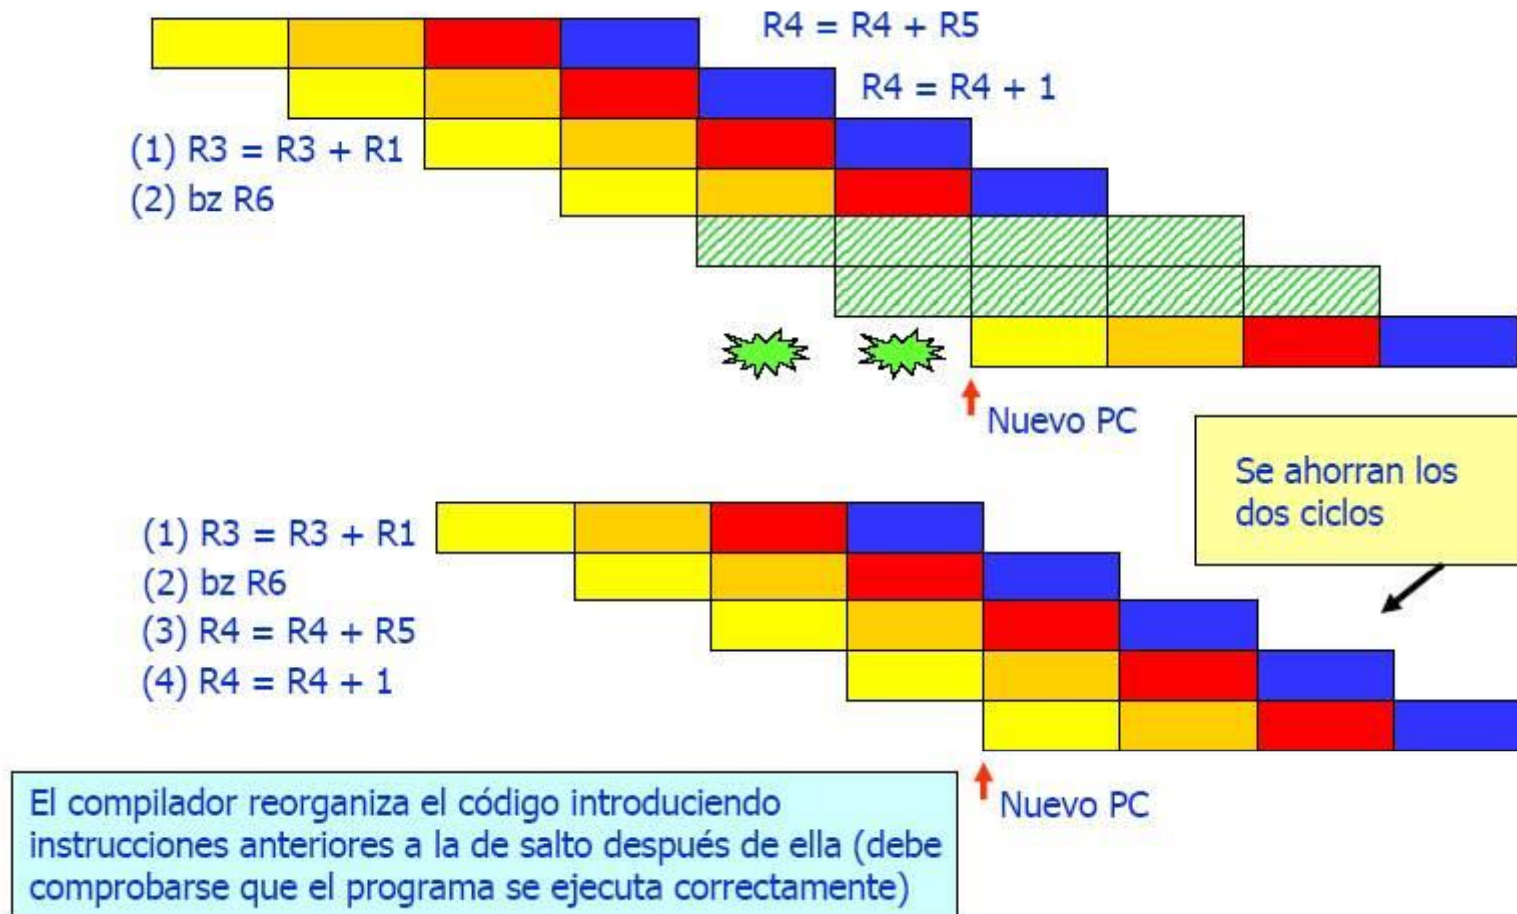 R4 = R4 + R5
R4 = R4 + 1
(1) R3 = R3 + R1
(2) bz R6
Nuevo PC
Se ahorran los
dos ciclos
(1) R3 = R3 + R1
(2) bz R6
(3) R4 = R4 + R5
(4) R4 = R4 + 1
Nuevo PC
El compilador reorganiza el código introduciendo
instrucciones anteriores a la de salto después de ella (debe
comprobarse que el programa se ejecuta correctamente)